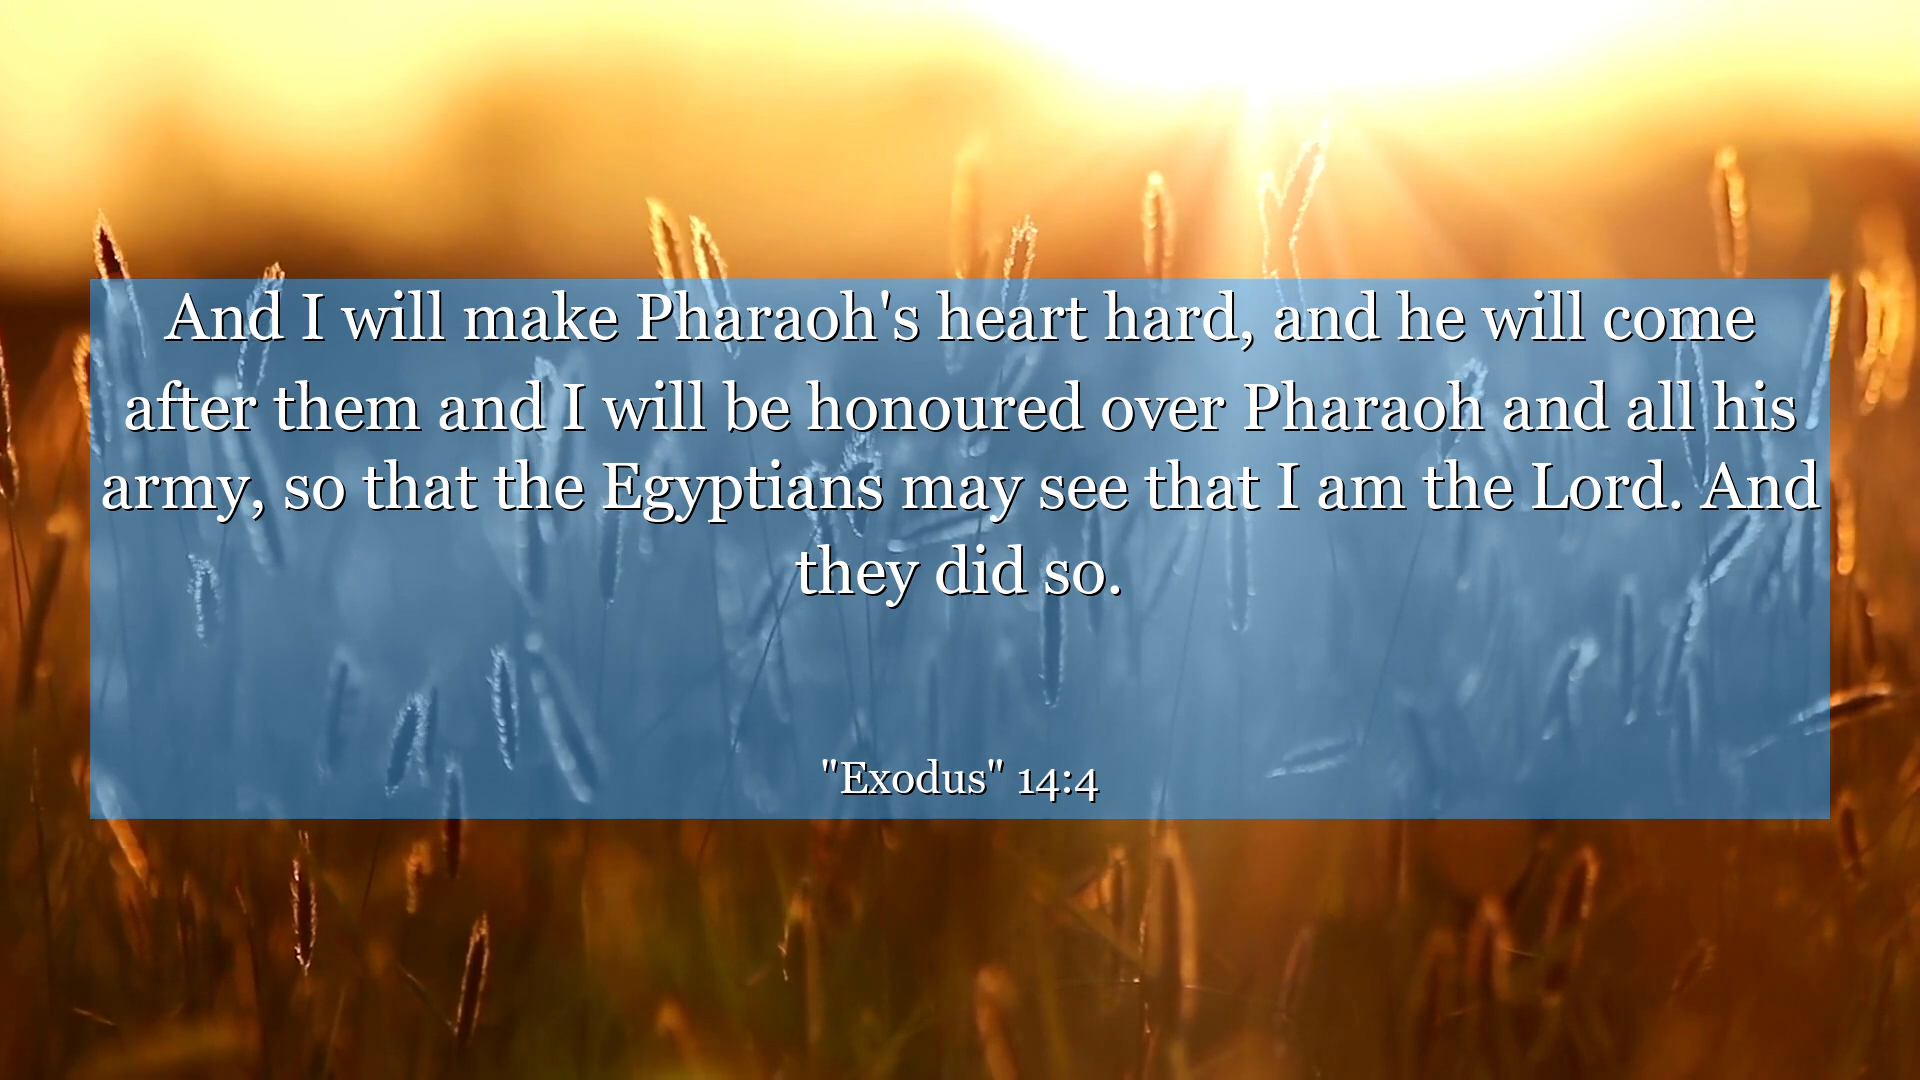 And I will make Pharaoh's heart hard, and he will come
after them and I will be honoured over Pharaoh and all his
army, so that the Egyptians may see that I am the Lord. And
they did so.
"Exodus" 14:4